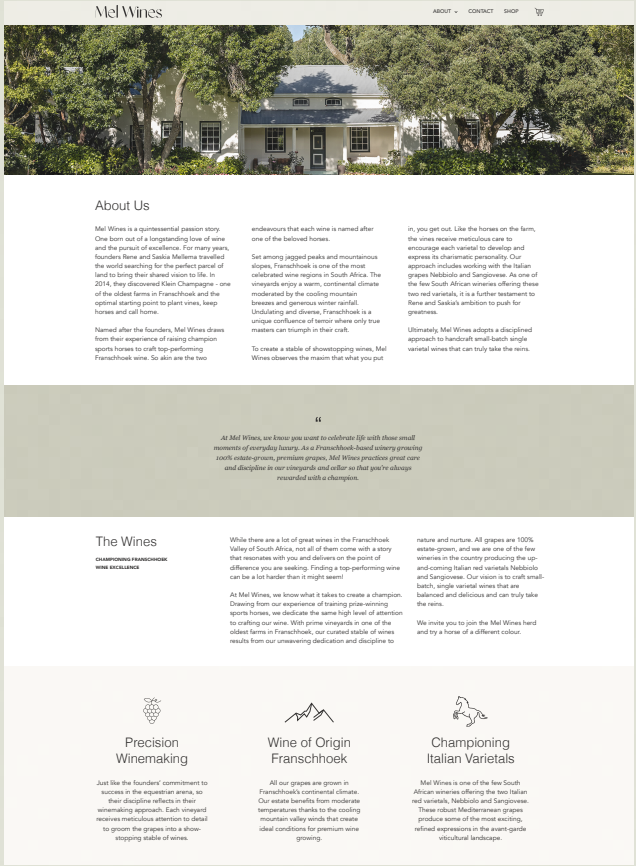 Mel Wines
ABOUT
CONTACT
SHOP
About Us
Mel Wines is a quintessential passion story.
One born out of a longstanding love of wine
and the pursuit of excellence. For many years,
founders Rene and Saskia Mellema travelled
the world searching for the perfect parcel of
land to bring their shared vision to life. In
2014, they discovered Klein Champagne - one
of the oldest farms in Franschhoek and the
optimal starting point to plant vines, keep
horses and call home.
Named after the founders, Mel Wines draws
from their experience of raising champion
sports horses to craft top-performing
Franschhoek wine. So akin are the two
endeavours that each wine is named after
one of the beloved horses.
Set among jagged peaks and mountainous
slopes, Franschhoek is one of the most
celebrated wine regions in South Africa. The
vineyards enjoy a warm, continental climate
moderated by the cooling mountain
breezes and generous winter rainfall.
Undulating and diverse, Franschhoek is a
unique confluence of terroir where only true
masters can triumph in their craft.
To create a stable of showstopping wines, Mel
Wines observes the maxim that what you put
in, you get out. Like the horses on the farm,
the vines receive meticulous care to
encourage each varietal to develop and
express its charismatic personality. Our
approach includes working with the Italian
grapes Nebbiolo and Sangiovese. As one of
the few South African wineries offering these
two red varietals, it is a further testament to
Rene and Saskia's ambition to push for
greatness.
Ultimately, Mel Wines adopts a disciplined
approach to handcraft small-batch single
varietal wines that can truly take the reins.
“
At Mel Wines, we know you want to celebrate life with those small
moments of everyday luxury. As a Franschhoek-based winery growing
100% estate-grown, premium grapes, Mel Wines practices great care
and discipline in our vineyards and cellar so that you're always
rewarded with a champion.
The Wines
CHAMPIONING FRANSCHHOEK
WINE EXCELLENCE
While there are a lot of great wines in the Franschhoek
Valley of South Africa, not all of them come with a story
that resonates with you and delivers on the point of
difference you are seeking. Finding a top-performing wine
can be a lot harder than it might seem!
At Mel Wines, we know what it takes to create a champion.
Drawing from our experience of training prize-winning
sports horses, we dedicate the same high level of attention
to crafting our wine. With prime vineyards in one of the
oldest farms in Franschhoek, our curated stable of wines
results from our unwavering dedication and discipline to
nature and nurture. All grapes are 100%
estate-grown, and we are one of the few
wineries in the country producing the up-
and-coming Italian red varietals Nebbiolo
and Sangiovese. Our vision is to craft small-
batch, single varietal wines that are
balanced and delicious and can truly take
the reins.
We invite you to join the Mel Wines herd
and try a horse of a different colour.
Precision
Winemaking
Just like the founders' commitment to
success in the equestrian arena, so
their discipline reflects in their
winemaking approach. Each vineyard
receives meticulous attention to detail
to groom the grapes into a show-
stopping stable of wines.
Wine of Origin
Franschhoek
All our grapes are grown in
Franschhoek's continental climate.
Our estate benefits from moderate
temperatures thanks to the cooling
mountain valley winds that create
ideal conditions for premium wine
growing.
Championing
Italian Varietals
Mel Wines is one of the few South
African wineries offering the two Italian
red varietals, Nebbiolo and Sangiovese.
These robust Mediterranean grapes
produce some of the most exciting,
refined expressions in the avant-garde
viticultural landscape.